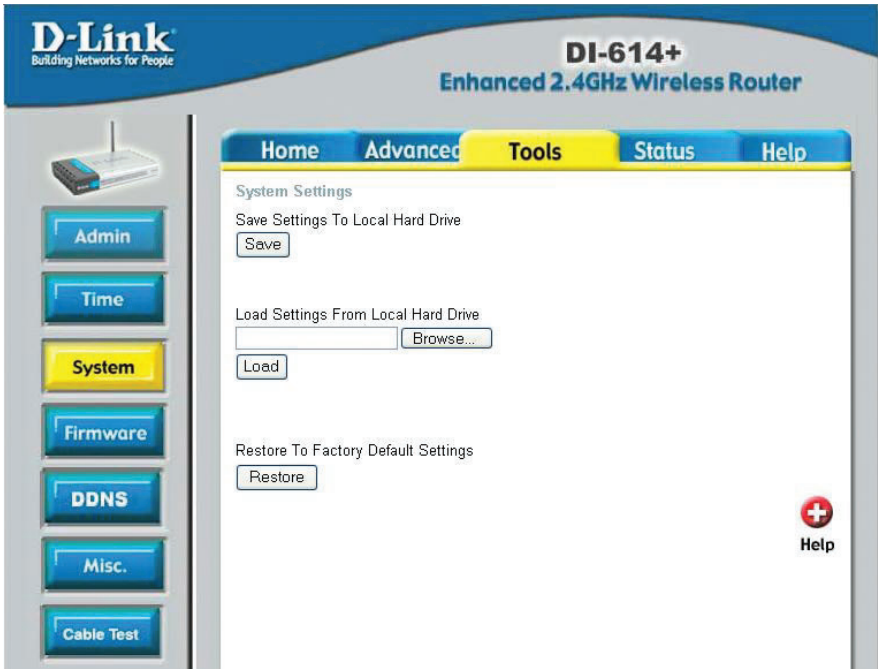 D-Link
Building Networks for People
DI-614+
Enhanced 2.4GHz Wireless Router
Home
Advanced
Tools
Status
Help
Admin
Time
System
Firmware
DDNS
Misc.
Cable Test
System Settings
Save Settings To Local Hard Drive
Save
Load Settings From Local Hard Drive
Browse...
Load
Restore To Factory Default Settings
Restore
Help